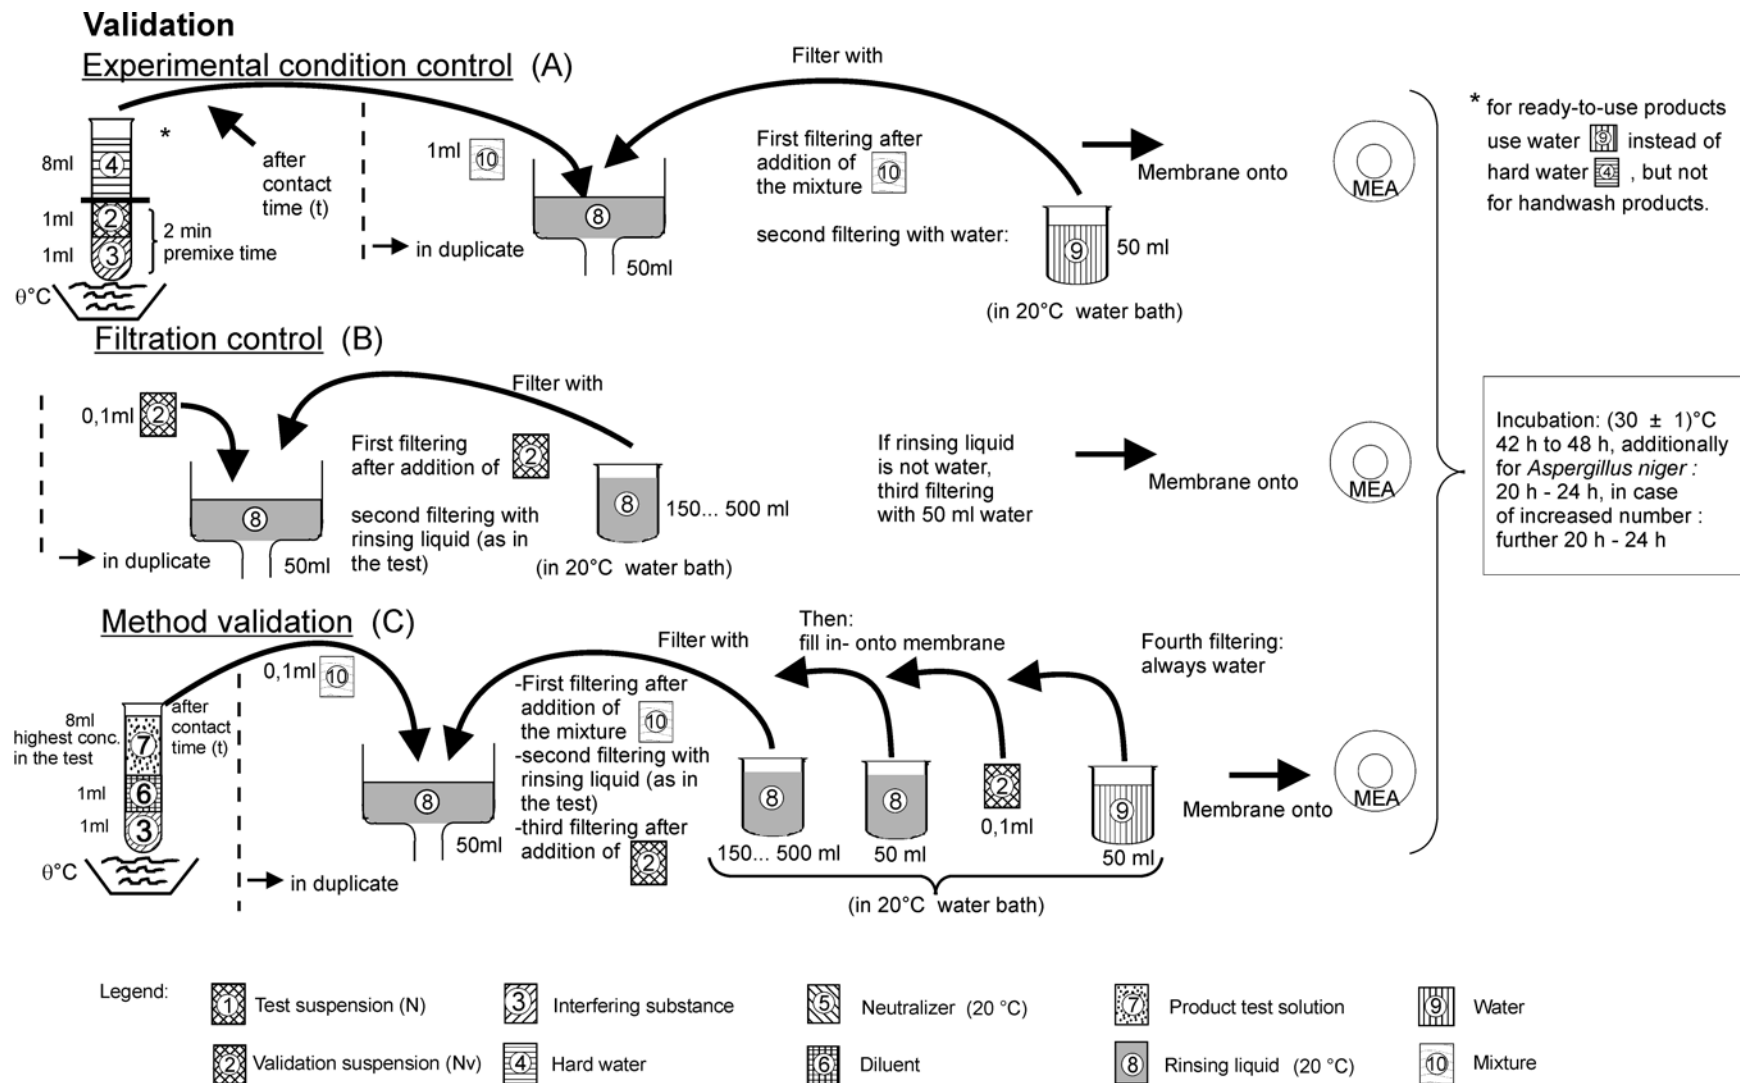 Validation
Experimental condition control (A)
Filter with
*
8ml
4
1ml
2
1ml
3
2 min
premixe time
θ°C
after
contact
time (t)
1ml
10
in duplicate
8
50ml
First filtering after
addition of
the mixture 10
second filtering with water:
9
50 ml
(in 20°C water bath)
Membrane onto
MEA
* for ready-to-use products
use water 9 instead of
hard water 4 , but not
for handwash products.
Filtration control (B)
Filter with
0,1ml 2
in duplicate
8
50ml
First filtering
after addition of 2
second filtering with
rinsing liquid (as in
the test)
8
150... 500 ml
(in 20°C water bath)
If rinsing liquid
is not water,
third filtering
with 50 ml water
Membrane onto
MEA
Incubation: (30 ± 1)°C
42 h to 48 h, additionally
for Aspergillus niger :
20 h - 24 h, in case
of increased number :
further 20 h - 24 h
Method validation (C)
8ml
highest conc.
in the test
7
1ml
6
1ml
3
θ°C
after
contact
time (t)
0,1ml 10
in duplicate
8
50ml
Filter with
-First filtering after
addition of
the mixture 10
-second filtering with
rinsing liquid (as in
the test)
-third filtering after
addition of 2
Then:
fill in- onto membrane
Fourth filtering:
always water
8
150... 500 ml
8
50 ml
2
0,1ml
9
50 ml
(in 20°C water bath)
Membrane onto
MEA
Legend:
1 Test suspension (N)
3 Interfering substance
5 Neutralizer (20 °C)
7 Product test solution
9 Water
2 Validation suspension (Nv)
4 Hard water
6 Diluent
8 Rinsing liquid (20 °C)
10 Mixture